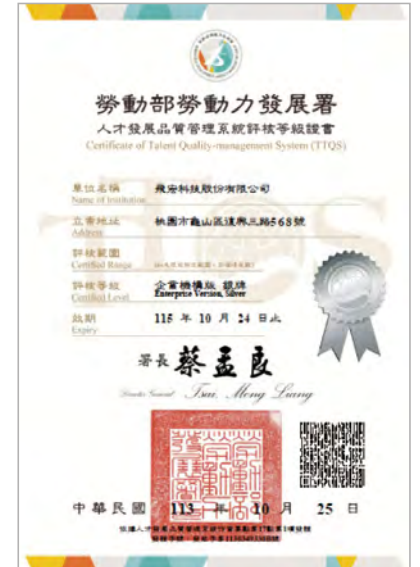 勞動部勞動力發展署
人才發展品質管理系統評核等級證書
Certificate of Talent Quality-management System (TTQS)
單位名稱 飛宏科技股份有限公司
Name of Institution
立案地址 桃園市龜山區復興三路568號
Address
評核範圍
Certified Range
評核等級 企業機構版 銀牌
Certified Level Enterprise Version, Silver
效期 115 年 10 月 24 日止
Expiry
署長 蔡孟良
Director General Tsai, Meng Liang
中華民國 113 年 10 月 25 日